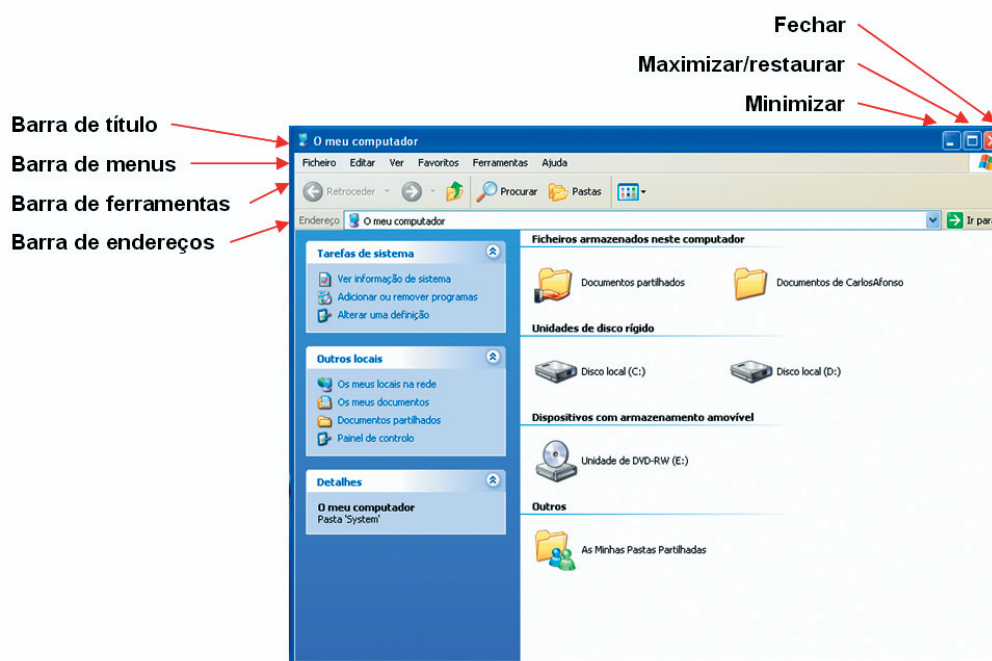 Fechar
Maximizar/restaurar
Minimizar
Barra de título
Barra de menus
Barra de ferramentas
Barra de endereços
O meu computador
Ficheiro Editar Ver Favoritos Ferramentas Ajuda
Retroceder Procurar Pastas
Endereço O meu computador Ir para
Tarefas de sistema
Ver informação de sistema
Adicionar ou remover programas
Alterar uma definição
Outros locais
Os meus locais na rede
Os meus documentos
Documentos partilhados
Painel de controlo
Detalhes
O meu computador
Pasta 'System'
Ficheiros armazenados neste computador
Documentos partilhados Documentos de CarlosAfonso
Unidades de disco rígido
Disco local (C:) Disco local (D:)
Dispositivos com armazenamento amovível
Unidade de DVD-RW (E:)
Outros
As Minhas Pastas Partilhadas